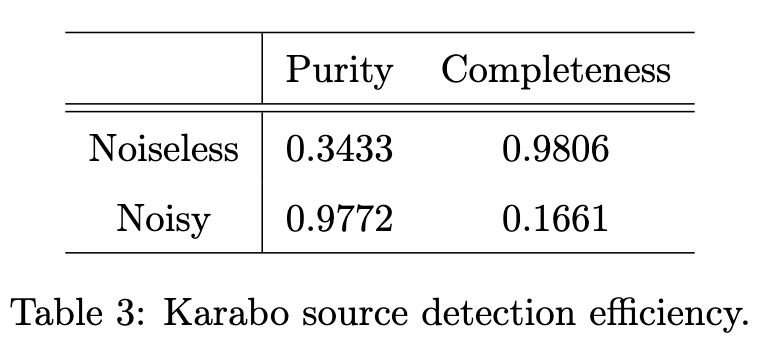 Purity Completeness
Noiseless 0.3433 0.9806
Noisy 0.9772 0.1661
Table 3: Karabo source detection efficiency.